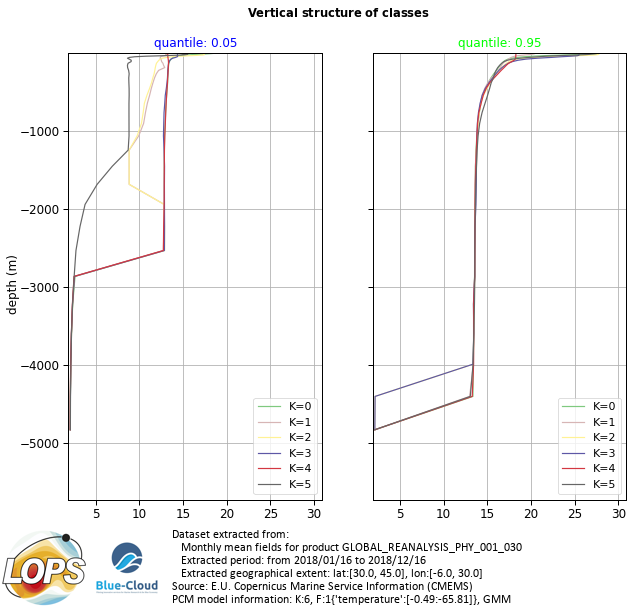 Vertical structure of classes
quantile: 0.05
quantile: 0.95
depth (m)
−1000
−2000
−3000
−4000
−5000
5 10 15 20 25 30
K=0
K=1
K=2
K=3
K=4
K=5
5 10 15 20 25 30
K=0
K=1
K=2
K=3
K=4
K=5
LOPS
Blue-Cloud
Dataset extracted from:
Monthly mean fields for product GLOBAL_REANALYSIS_PHY_001_030
Extracted period: from 2018/01/16 to 2018/12/16
Extracted geographical extent: lat:[30.0, 45.0], lon:[-6.0, 30.0]
Source: E.U. Copernicus Marine Service Information (CMEMS)
PCM model information: K:6, F:1{'temperature':[-0.49:-65.81]}, GMM